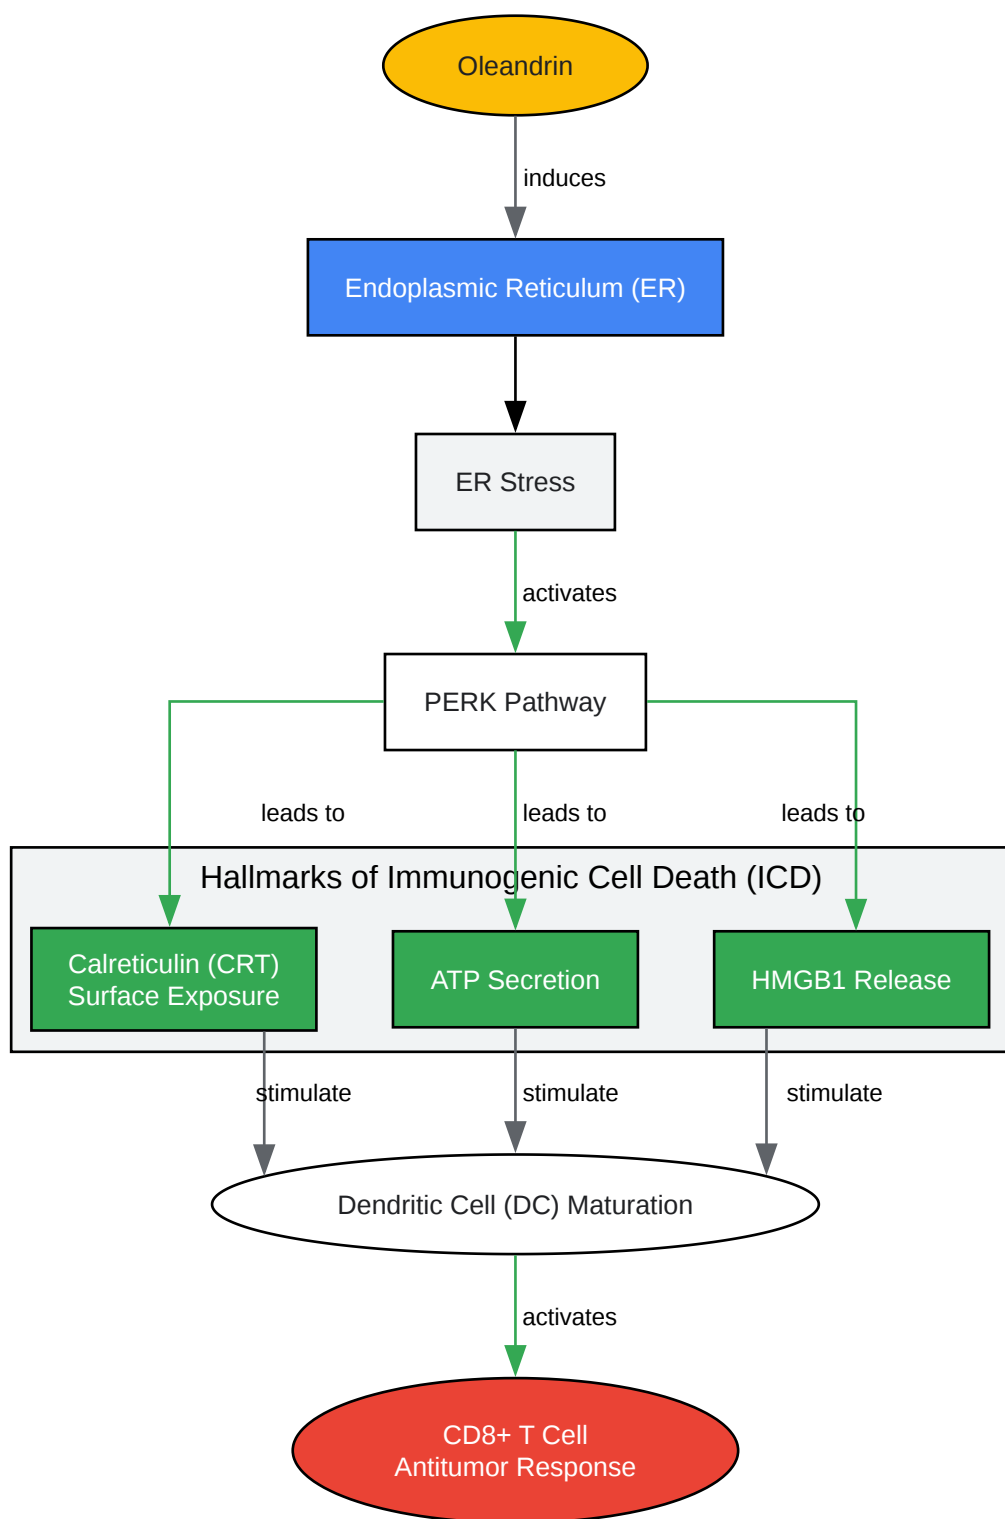 Oleandrin
induces
Endoplasmic Reticulum (ER)
ER Stress
activates
PERK Pathway
leads to
leads to
leads to
Hallmarks of Immunogenic Cell Death (ICD)
Calreticulin (CRT)
Surface Exposure
ATP Secretion
HMGB1 Release
stimulate
stimulate
stimulate
Dendritic Cell (DC) Maturation
activates
CD8+ T Cell
Antitumor Response